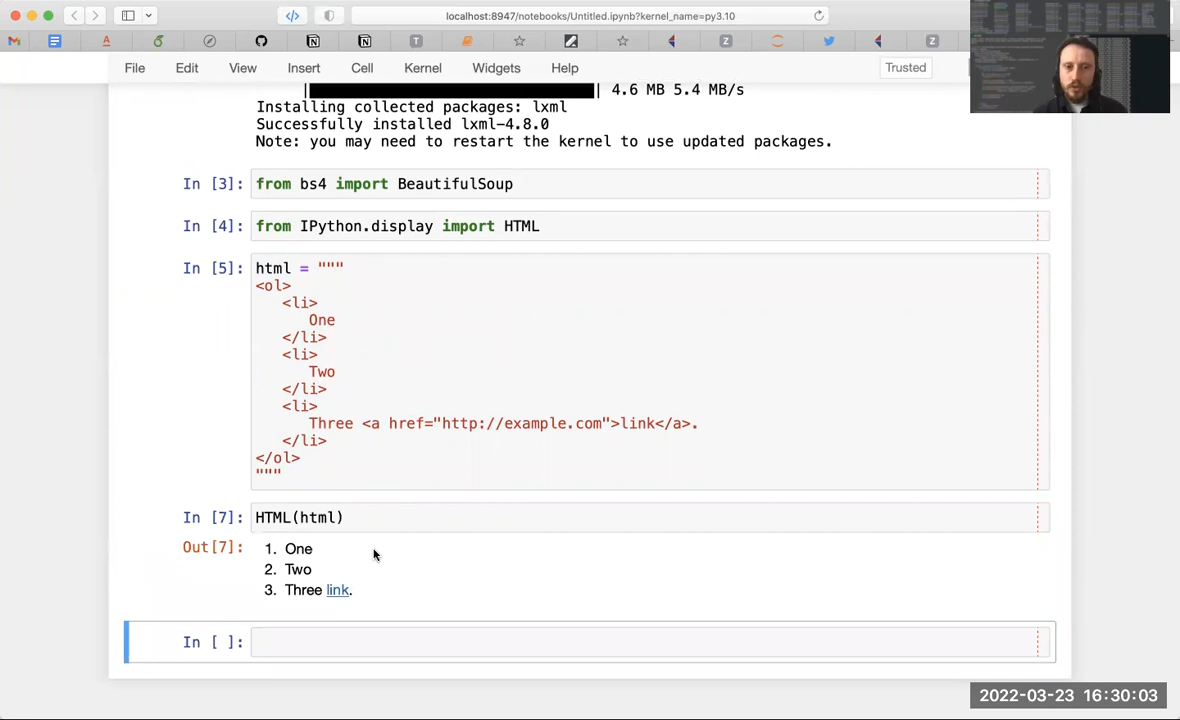 localhost:8947/notebooks/Untitled.ipynb?kernel_name=py3.10
File Edit View Insert Cell Kernel Widgets Help Trusted
| | 4.6 MB 5.4 MB/s
Installing collected packages: lxml
Successfully installed lxml-4.8.0
Note: you may need to restart the kernel to use updated packages.
In [3]: from bs4 import BeautifulSoup
In [4]: from IPython.display import HTML
In [5]: html = """
<ol>
<li>
One
</li>
<li>
Two
</li>
<li>
Three <a href="http://example.com">link</a>.
</li>
</ol>
"""
In [7]: HTML(html)
Out[7]: 1. One
2. Two
3. Three link.
In [ ]:
2022-03-23 16:30:03